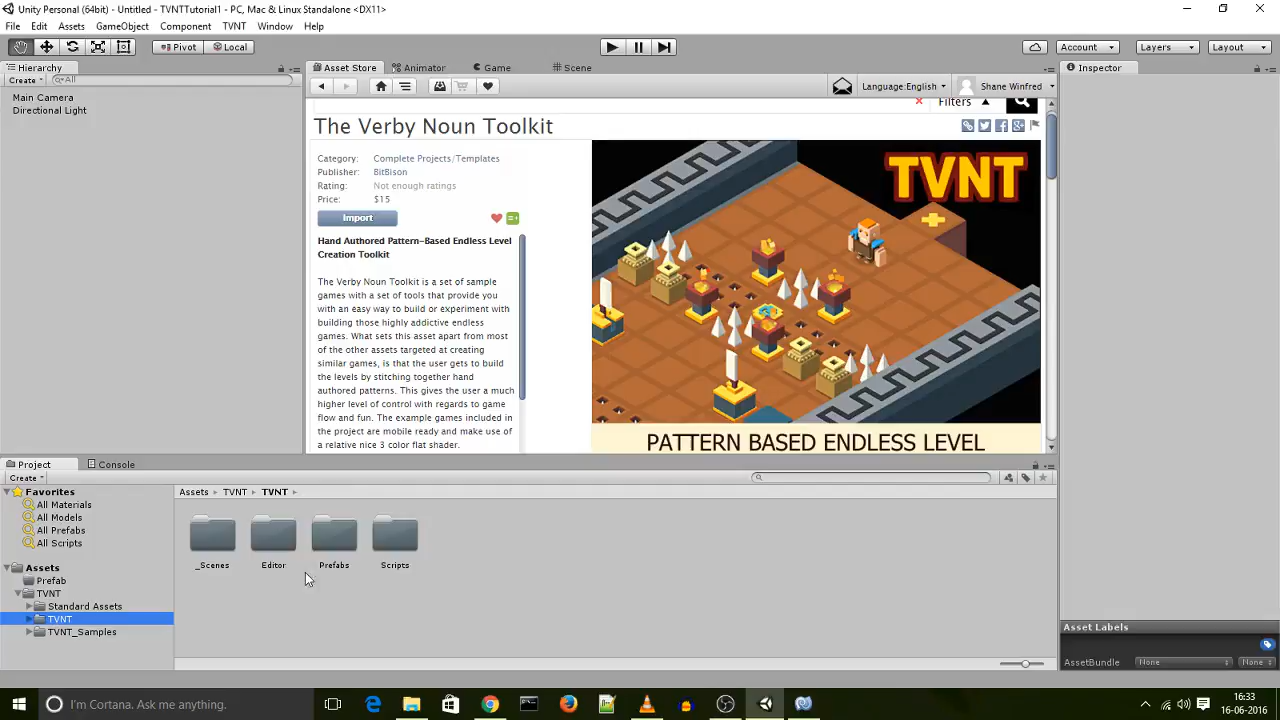 Unity Personal (64bit) - Untitled - TVNTTutorial1 - PC, Mac & Linux Standalone <DX11>
File Edit Assets GameObject Component TVNT Window Help
Pivot Local Account Layers Layout
Hierarchy Asset Store Animator Game Scene Inspector
Create All
Language:English Shane Winfred
Main Camera
Directional Light
Filters
The Verby Noun Toolkit
Category: Complete Projects/Templates
Publisher: BitBison
Rating: Not enough ratings
Price: $15
Import
Hand Authored Pattern-Based Endless Level
Creation Toolkit
The Verby Noun Toolkit is a set of sample
games with a set of tools that provide you
with an easy way to build or experiment with
building those highly addictive endless
games. What sets this asset apart from most
of the other assets targeted at creating
similar games, is that the user gets to build
the levels by stitching together hand
authored patterns. This gives the user a much
higher level of control with regards to game
flow and fun. The example games included in
the project are mobile ready and make use of
a relative nice 3 color flat shader.
TVNT
PATTERN BASED ENDLESS LEVEL
Project Console
Create
Favorites
All Materials
All Models
All Prefabs
All Scripts
Assets
Prefab
TVNT
Standard Assets
TVNT
TVNT_Samples
Assets TVNT TVNT
_Scenes Editor Prefabs Scripts
Asset Labels
AssetBundle None None
I'm Cortana. Ask me anything.
16:33
16-06-2016